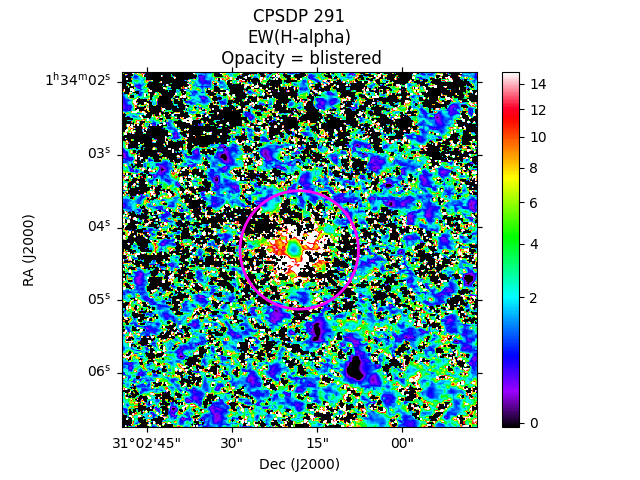 CPSDP 291
EW(H-alpha)
Opacity = blistered
1h34m02s
03s
04s
05s
06s
RA (J2000)
31°02'45"
30"
15"
00"
Dec (J2000)
14
12
10
8
6
4
2
0